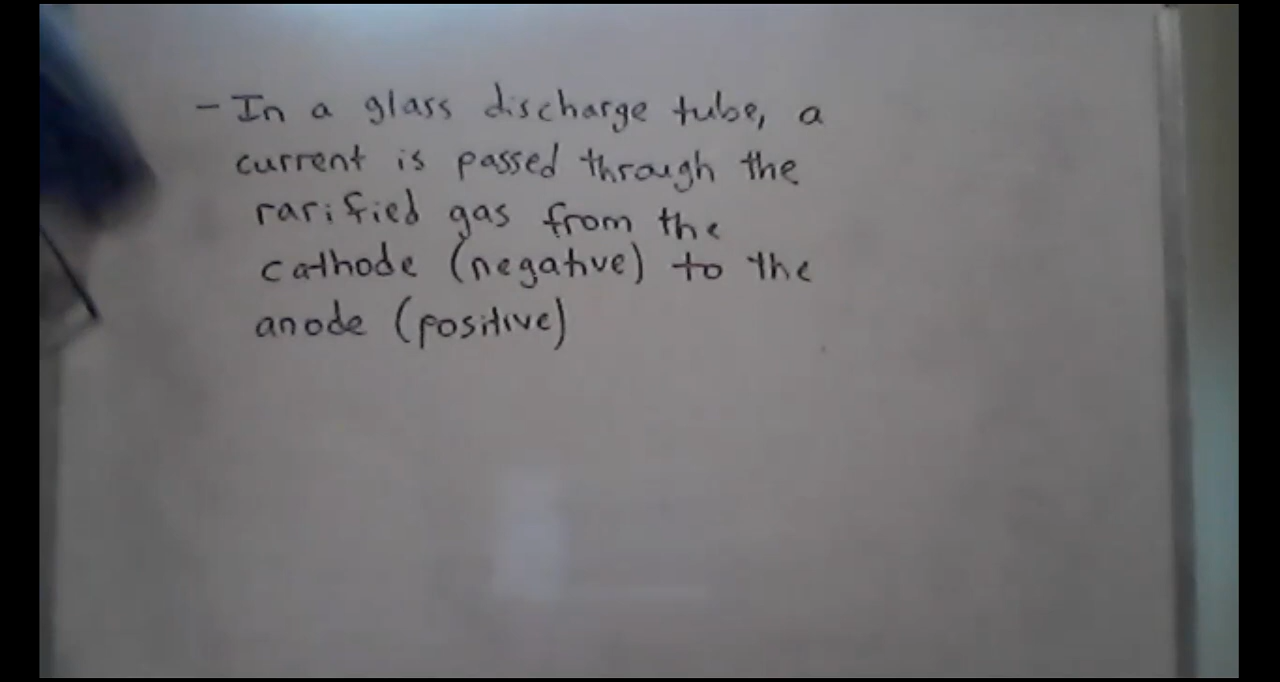 - In a glass discharge tube, a
current is passed through the
rarified gas from the
cathode (negative) to the
anode (positive)